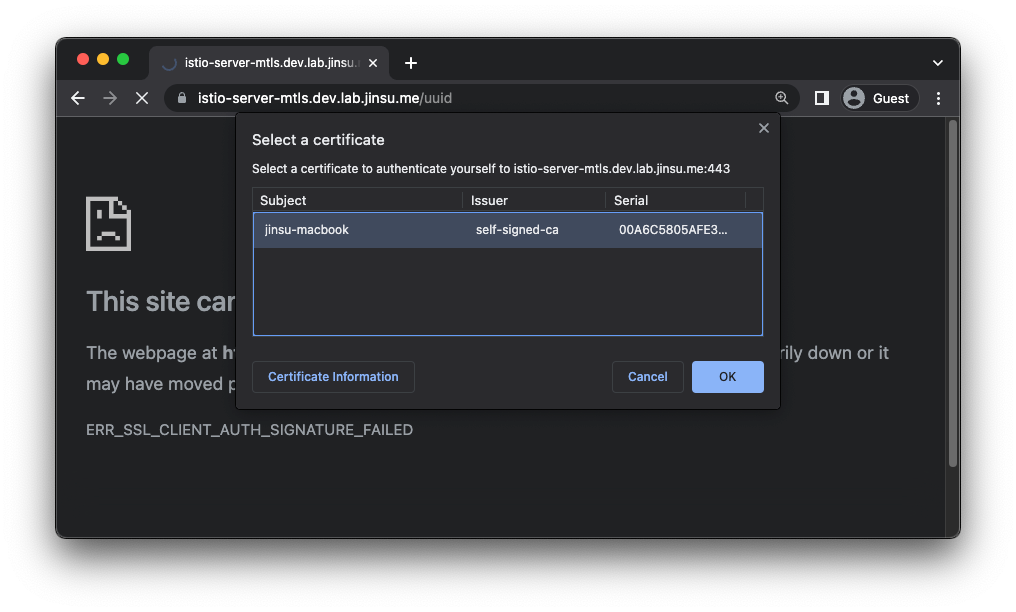 istio-server-mtls.dev.lab.jinsu.
istio-server-mtls.dev.lab.jinsu.me/uuid
Guest
Select a certificate
Select a certificate to authenticate yourself to istio-server-mtls.dev.lab.jinsu.me:443
Subject Issuer Serial
jinsu-macbook self-signed-ca 00A6C5805AFE3...
Certificate Information Cancel OK
This site can
The webpage at rily down or it
may have moved p
ERR_SSL_CLIENT_AUTH_SIGNATURE_FAILED